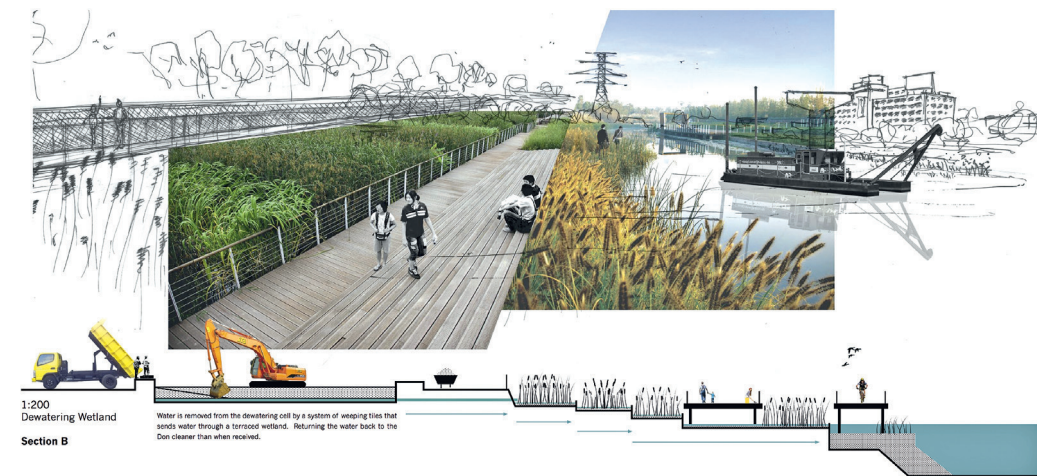 1:200
Dewatering Wetland
Section B
Water is removed from the dewatering cell by a system of weeping tiles that
sends water through a terraced wetland.  Returning the water back to the
Don cleaner than when received.